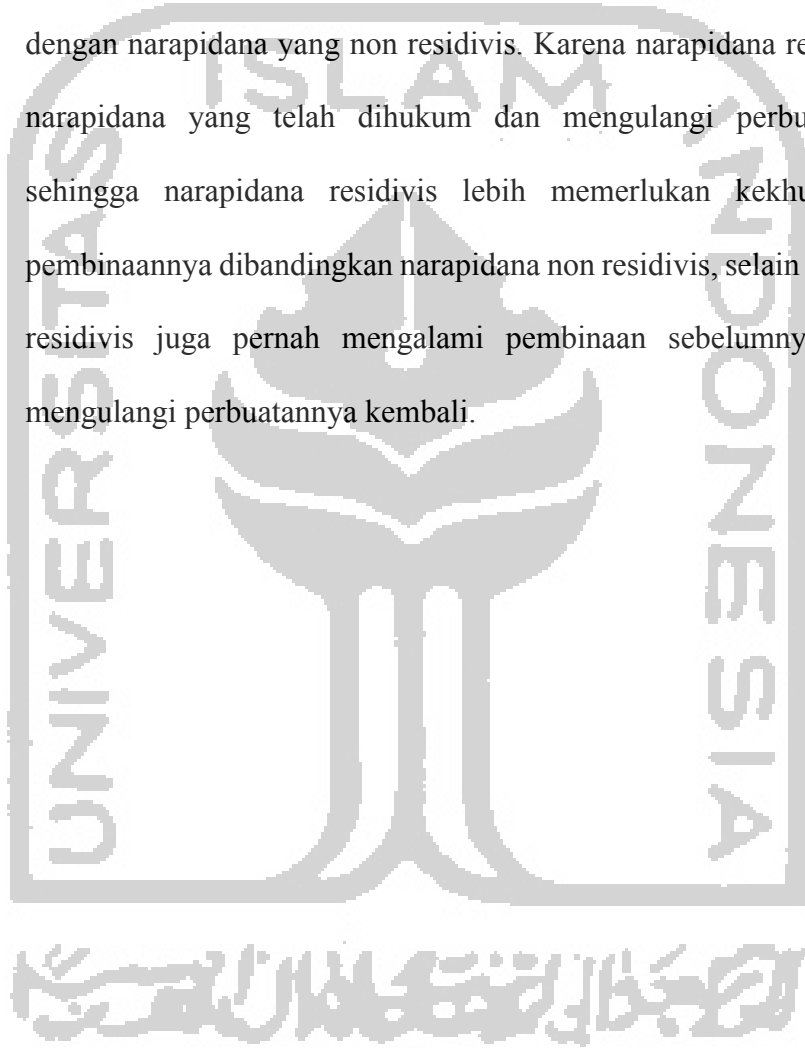 dengan narapidana yang non residivis. Karena narapidana re
narapidana yang telah dihukum dan mengulangi perbu
sehingga narapidana residivis lebih memerlukan kekhu
pembinaannya dibandingkan narapidana non residivis, selain
residivis juga pernah mengalami pembinaan sebelumny
mengulangi perbuatannya kembali.
UNIVERSITAS
ISLAM
INDONESIA